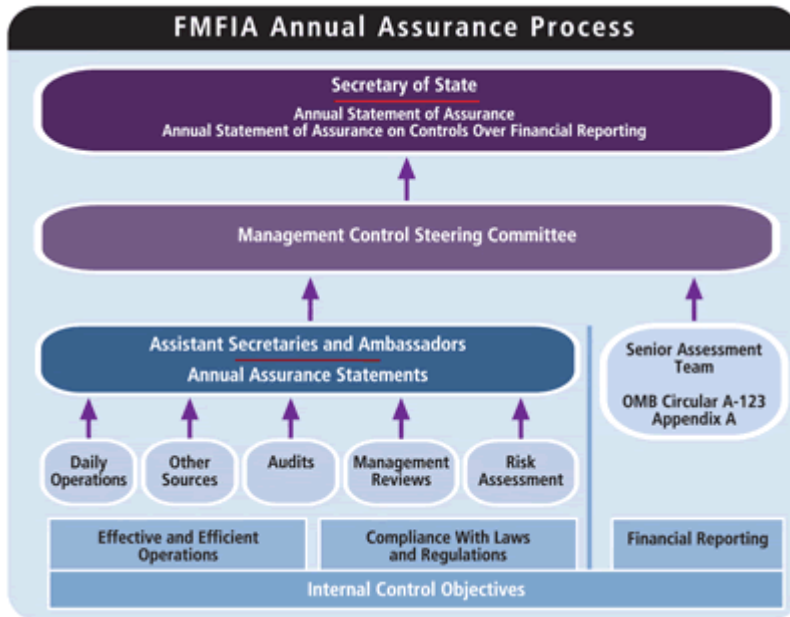 FMFIA Annual Assurance Process
Secretary of State
Annual Statement of Assurance
Annual Statement of Assurance on Controls Over Financial Reporting
Management Control Steering Committee
Assistant Secretaries and Ambassadors
Annual Assurance Statements
Senior Assessment
Team
OMB Circular A-123
Appendix A
Daily
Operations
Other
Sources
Audits
Management
Reviews
Risk
Assessment
Effective and Efficient
Operations
Compliance With Laws
and Regulations
Financial Reporting
Internal Control Objectives